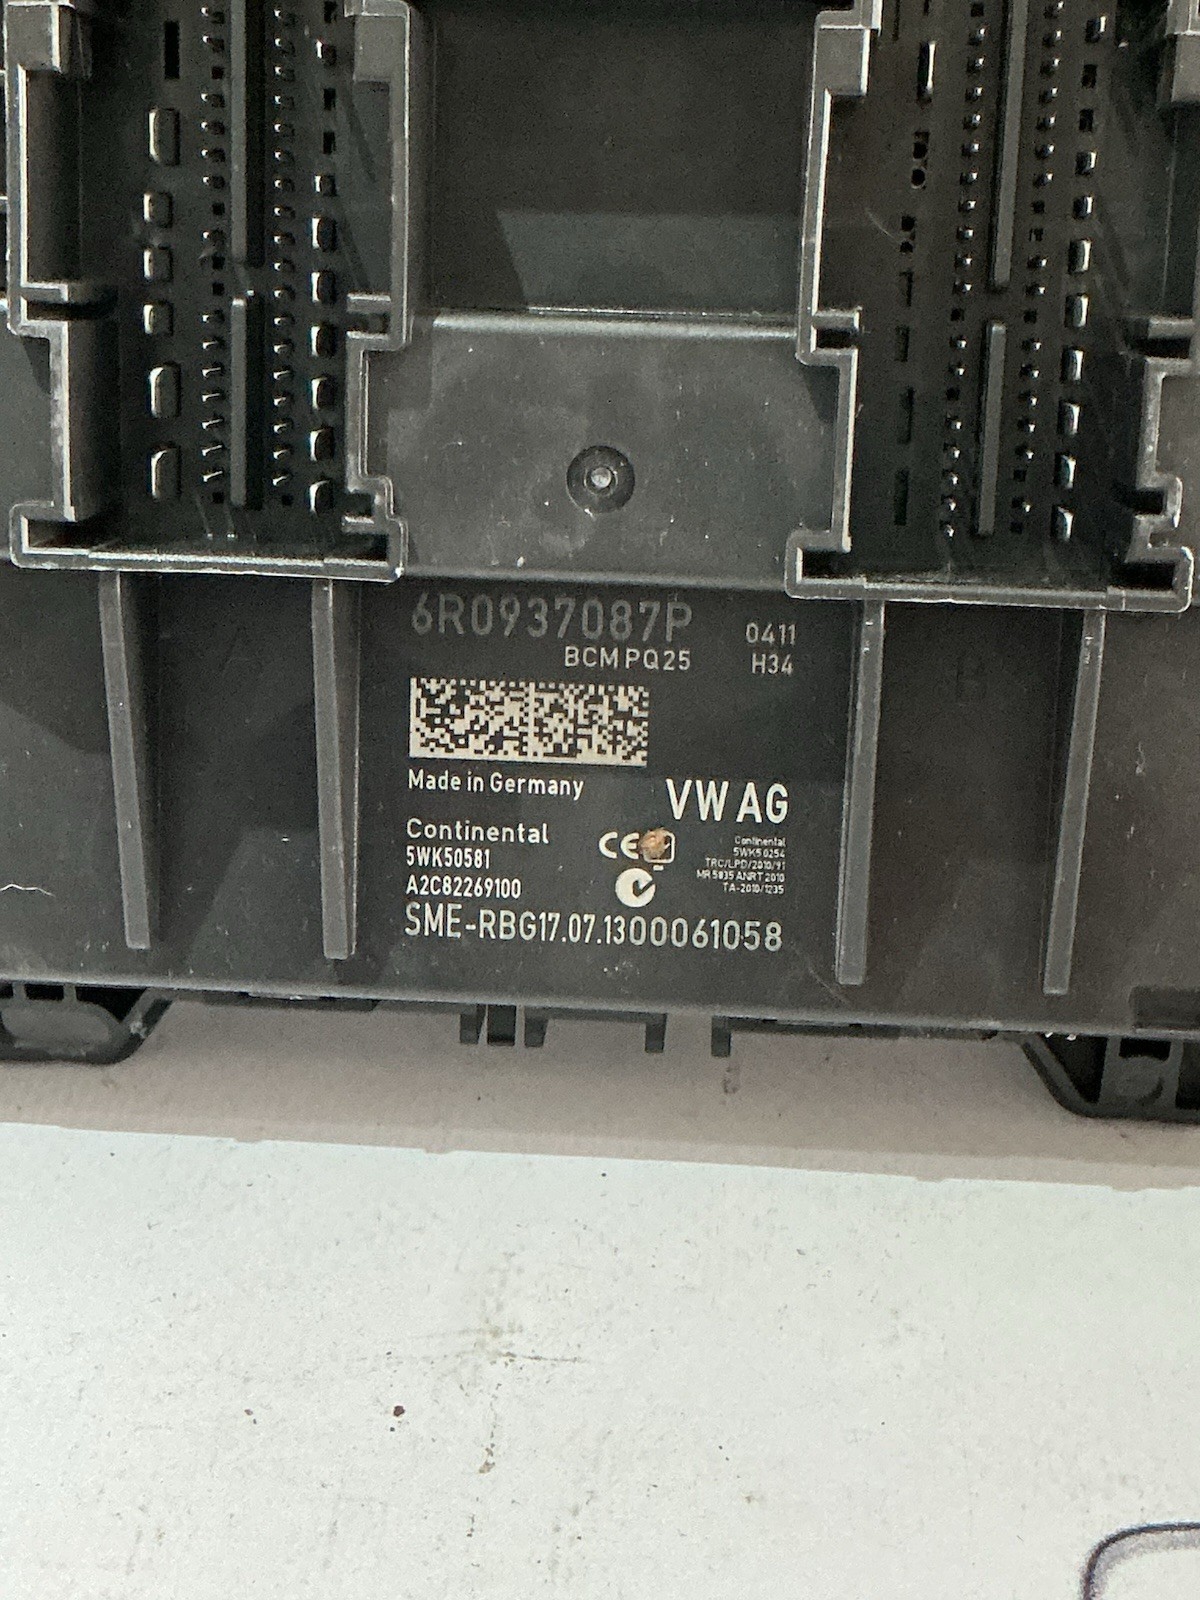 6R0937087P 0411
BCM PQ25 H34
Made in Germany
VW AG
Continental
5WK50581
A2C82269100
CE
Continental
5WK50254
TRC/LPD/2010/91
MR 5835 ANRT 2010
TA-2010/1235
SME-RBG17.07.1300061058